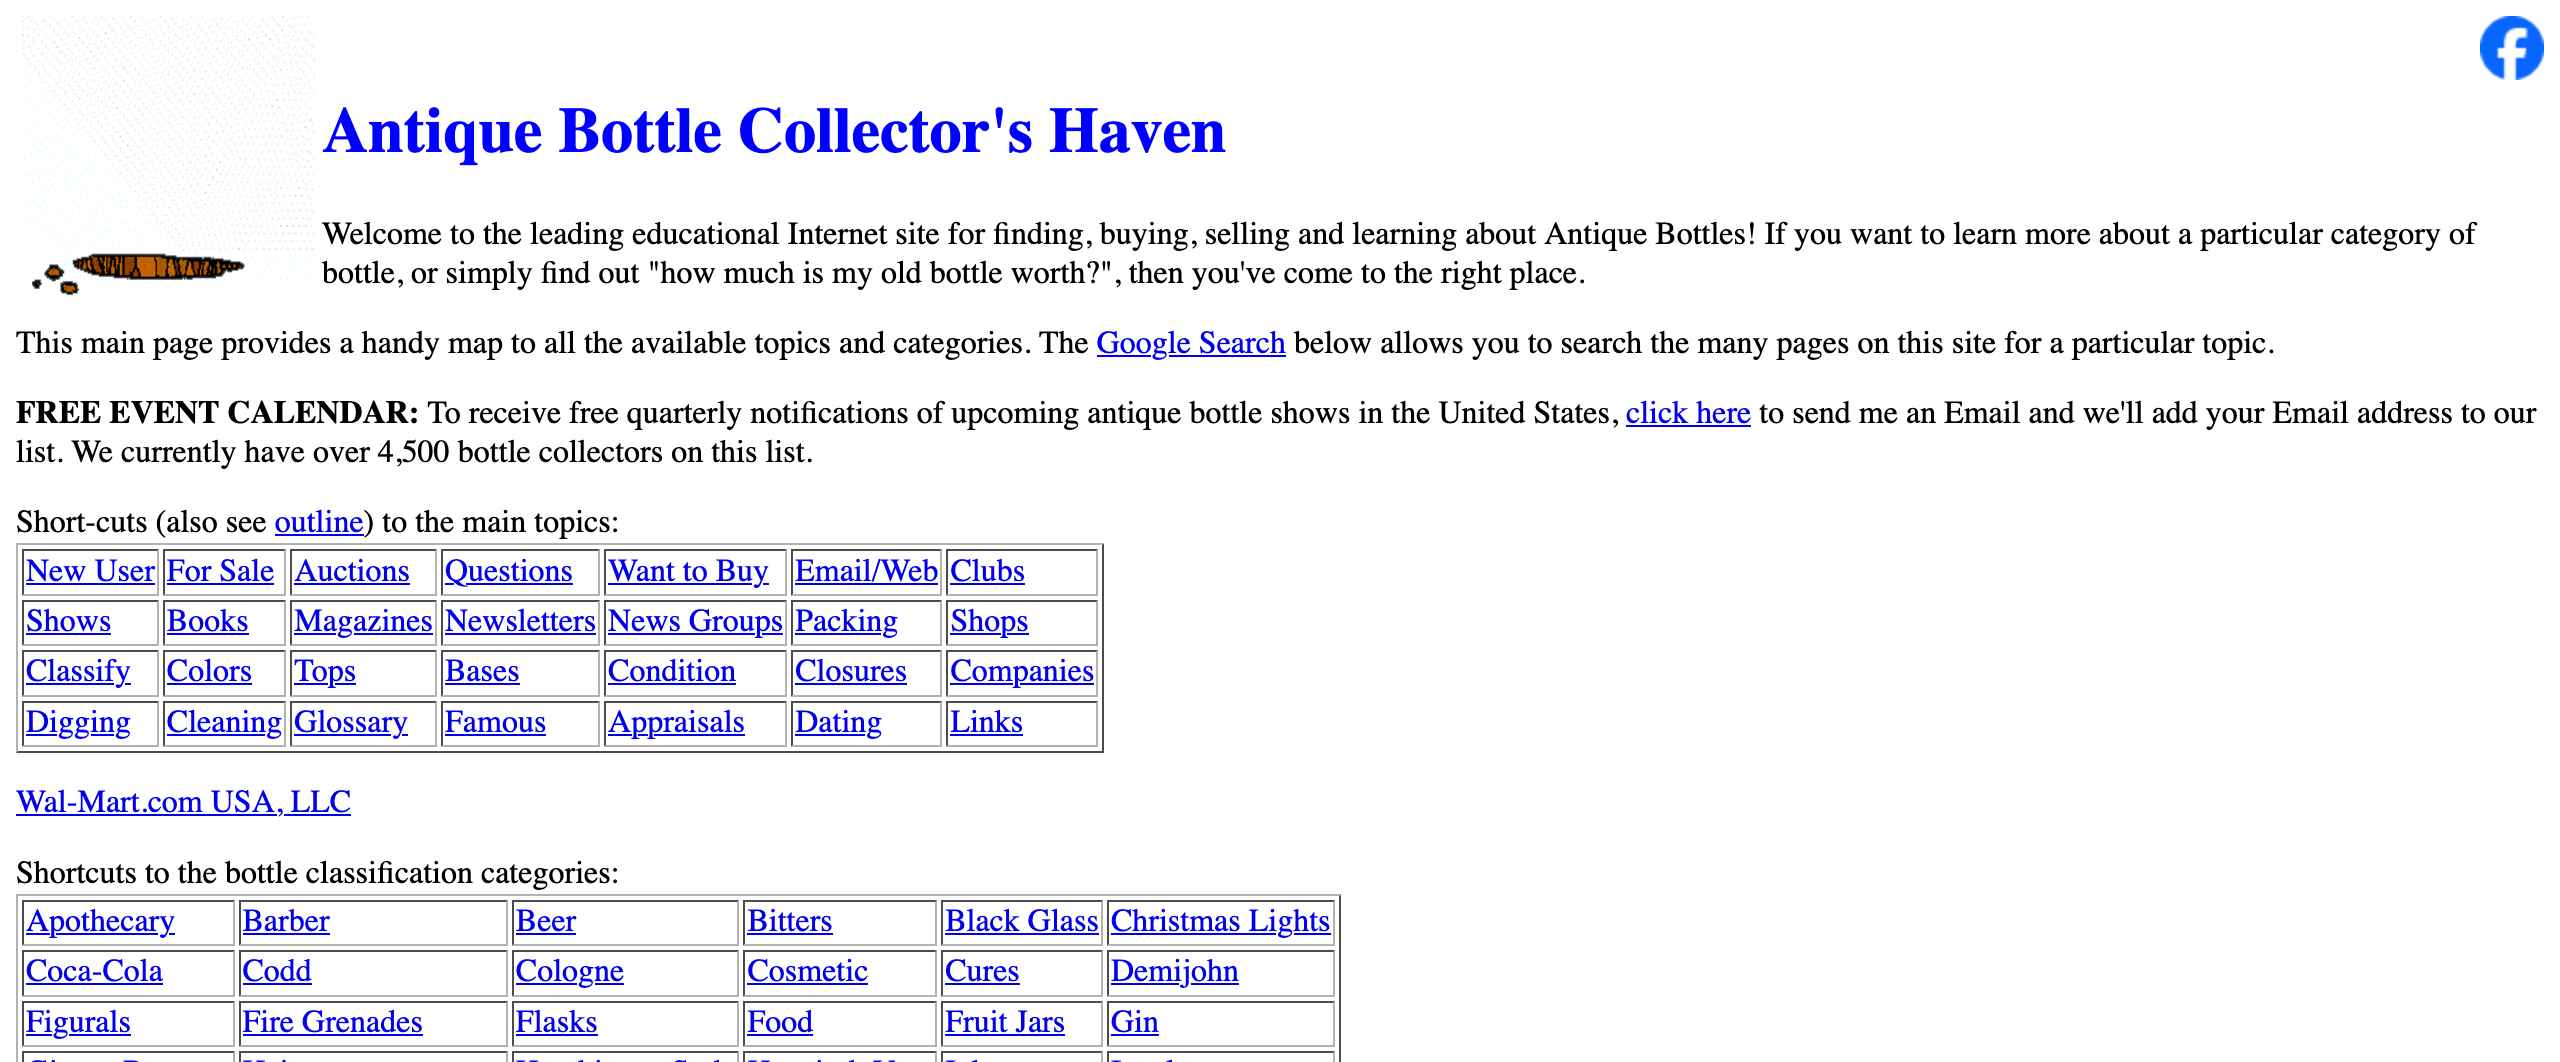 Antique Bottle Collector's Haven
Welcome to the leading educational Internet site for finding, buying, selling and learning about Antique Bottles! If you want to learn more about a particular category of
bottle, or simply find out "how much is my old bottle worth?", then you've come to the right place.
This main page provides a handy map to all the available topics and categories. The Google Search below allows you to search the many pages on this site for a particular topic.
FREE EVENT CALENDAR: To receive free quarterly notifications of upcoming antique bottle shows in the United States, click here to send me an Email and we'll add your Email address to our
list. We currently have over 4,500 bottle collectors on this list.
Short-cuts (also see outline) to the main topics:
New User For Sale Auctions Questions Want to Buy Email/Web Clubs
Shows Books Magazines Newsletters News Groups Packing Shops
Classify Colors Tops Bases Condition Closures Companies
Digging Cleaning Glossary Famous Appraisals Dating Links
Wal-Mart.com USA, LLC
Shortcuts to the bottle classification categories:
Apothecary Barber Beer Bitters Black Glass Christmas Lights
Coca-Cola Codd Cologne Cosmetic Cures Demijohn
Figurals Fire Grenades Flasks Food Fruit Jars Gin